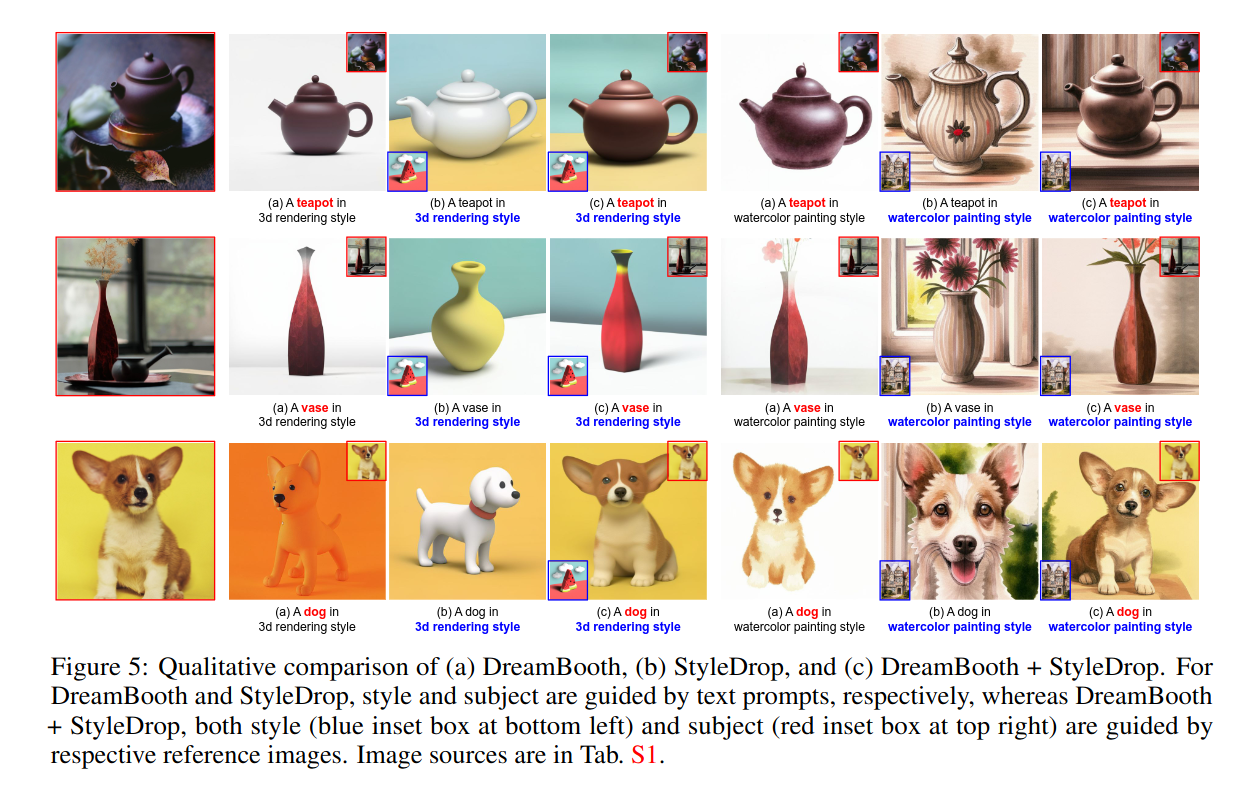 (a) A teapot in
3d rendering style
(b) A teapot in
3d rendering style
(c) A teapot in
3d rendering style
(a) A teapot in
watercolor painting style
(b) A teapot in
watercolor painting style
(c) A teapot in
watercolor painting style
(a) A vase in
3d rendering style
(b) A vase in
3d rendering style
(c) A vase in
3d rendering style
(a) A vase in
watercolor painting style
(b) A vase in
watercolor painting style
(c) A vase in
watercolor painting style
(a) A dog in
3d rendering style
(b) A dog in
3d rendering style
(c) A dog in
3d rendering style
(a) A dog in
watercolor painting style
(b) A dog in
watercolor painting style
(c) A dog in
watercolor painting style
Figure 5: Qualitative comparison of (a) DreamBooth, (b) StyleDrop, and (c) DreamBooth + StyleDrop. For
DreamBooth and StyleDrop, style and subject are guided by text prompts, respectively, whereas DreamBooth
+ StyleDrop, both style (blue inset box at bottom left) and subject (red inset box at top right) are guided by
respective reference images. Image sources are in Tab. S1.